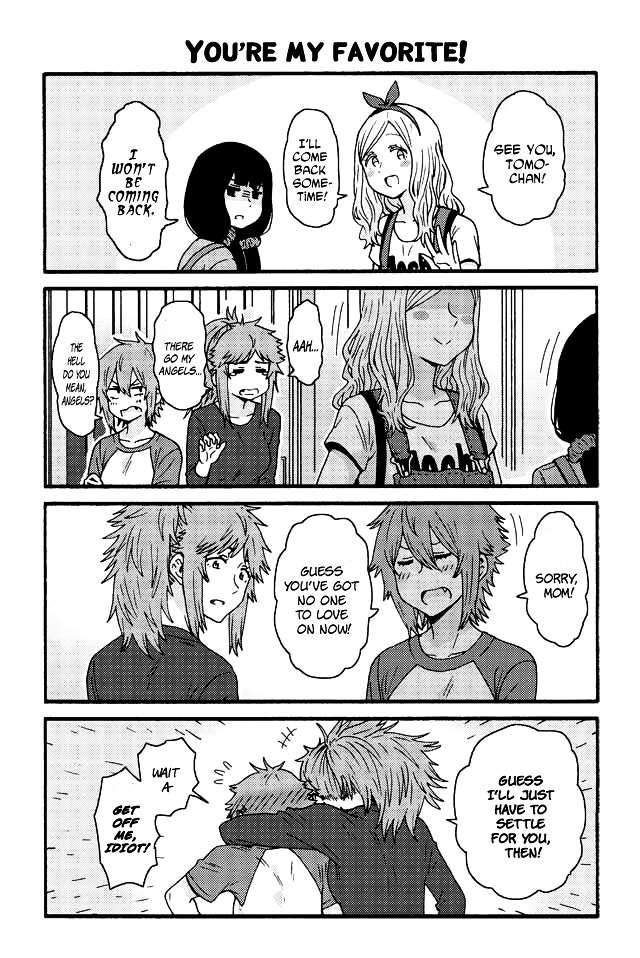 YOU'RE MY FAVORITE!
SEE YOU,
TOMO-
CHAN!
I'LL
COME
BACK
SOME-
TIME!
I
WON'T
BE
COMING
BACK.
AAH...
THERE
GO MY
ANGELS...
THE
HELL
DO YOU
MEAN,
ANGELS?
SORRY,
MOM!
GUESS
YOU'VE GOT
NO ONE
TO LOVE
ON NOW!
GUESS
I'LL JUST
HAVE TO
SETTLE
FOR YOU,
THEN!
WAIT
A-
GET
OFF
ME,
IDIOT!